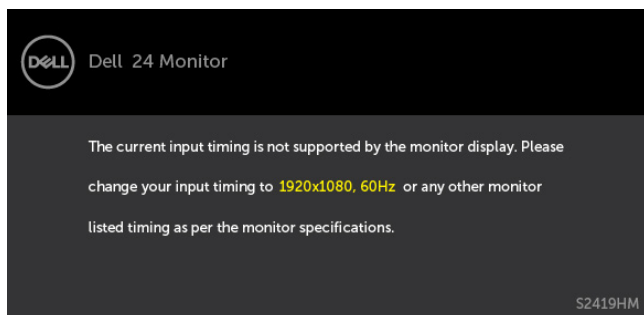 DELL
Dell 24 Monitor
The current input timing is not supported by the monitor display. Please
change your input timing to 1920x1080, 60Hz or any other monitor
listed timing as per the monitor specifications.
S2419HM